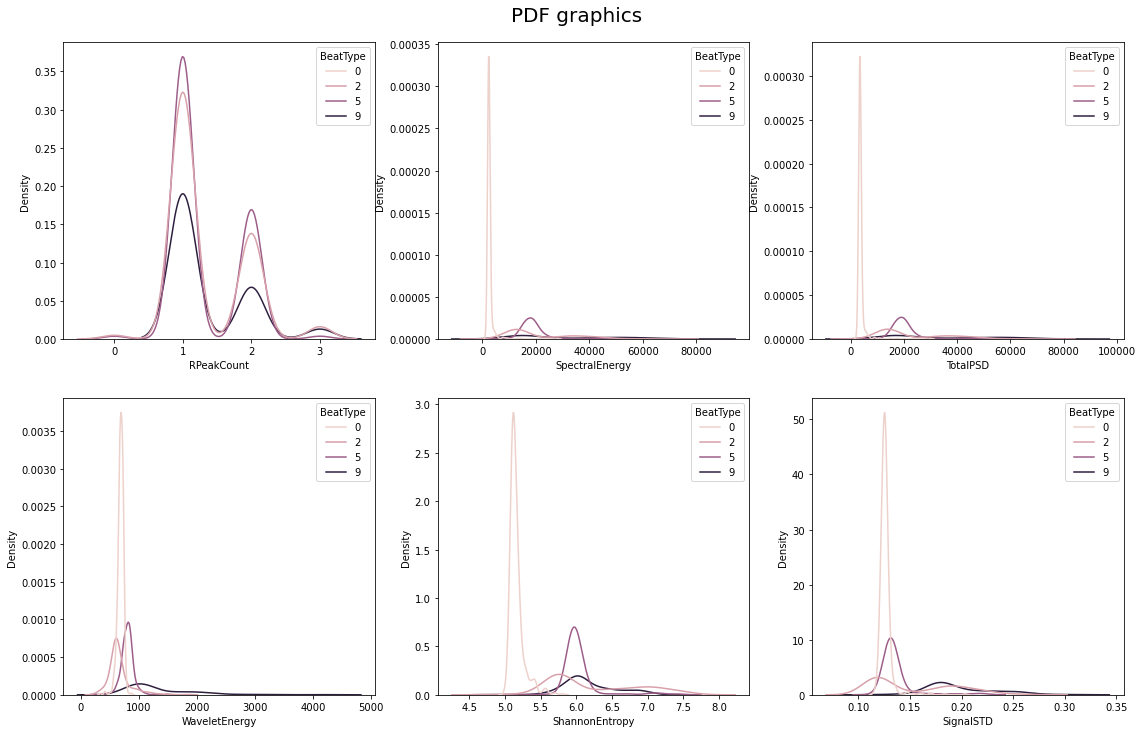 PDF graphics
0.35
0.30
0.25
0.20
0.15
0.10
0.05
0.00
Density
0 1 2 3
RPeakCount
BeatType
0
2
5
9
0.00035
0.00030
0.00025
0.00020
0.00015
0.00010
0.00005
0.00000
Density
0 20000 40000 60000 80000
SpectralEnergy
BeatType
0
2
5
9
0.00030
0.00025
0.00020
0.00015
0.00010
0.00005
0.00000
Density
0 20000 40000 60000 80000 100000
TotalPSD
BeatType
0
2
5
9
0.0035
0.0030
0.0025
0.0020
0.0015
0.0010
0.0005
0.0000
Density
0 1000 2000 3000 4000 5000
WaveletEnergy
BeatType
0
2
5
9
3.0
2.5
2.0
1.5
1.0
0.5
0.0
Density
4.5 5.0 5.5 6.0 6.5 7.0 7.5 8.0
ShannonEntropy
BeatType
0
2
5
9
50
40
30
20
10
0
Density
0.10 0.15 0.20 0.25 0.30 0.35
SignalSTD
BeatType
0
2
5
9